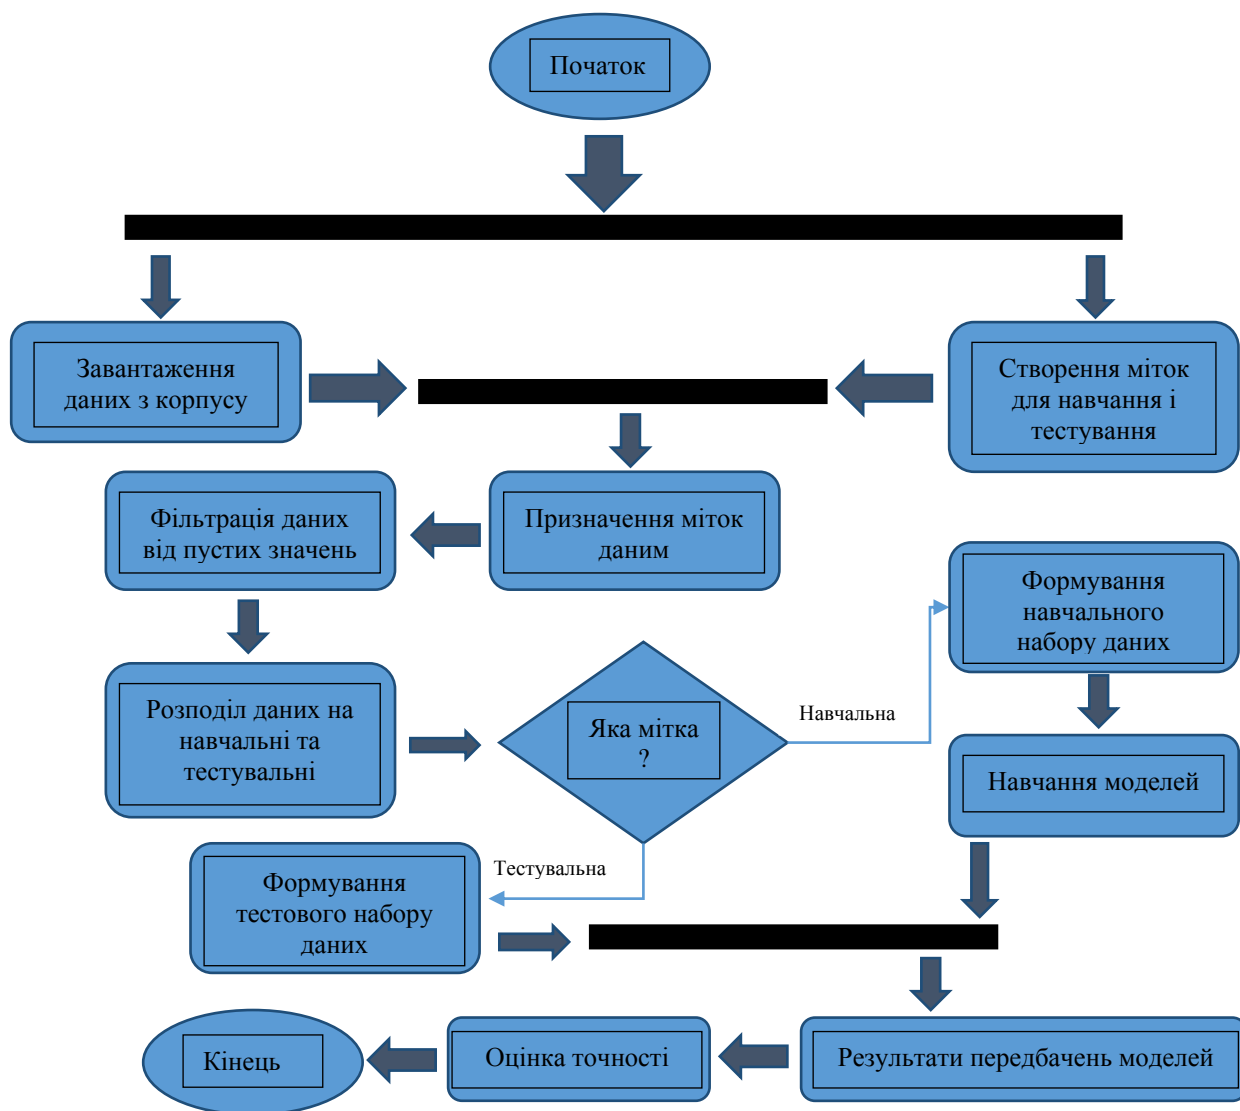 Початок
Завантаження
даних з корпусу
Створення міток
для навчання і
тестування
Фільтрація даних
від пустих значень
Призначення міток
даним
Формування
навчального
набору даних
Розподіл даних на
навчальні та
тестувальні
Яка мітка
?
Навчальна
Навчання моделей
Тестувальна
Формування
тестового набору
даних
Кінець
Оцінка точності
Результати передбачень моделей